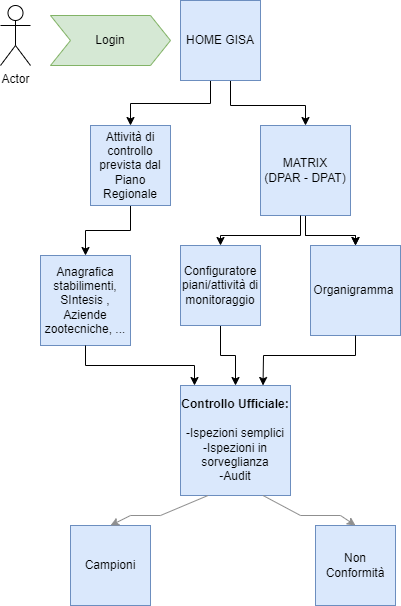 Actor
Login
HOME GISA
Attività di
controllo
prevista dal
Piano
Regionale
MATRIX
(DPAR - DPAT)
Anagrafica
stabilimenti,
SIntesis ,
Aziende
zootecniche, ...
Configuratore
piani/attività di
monitoraggio
Organigramma
Controllo Ufficiale:
-Ispezioni semplici
-Ispezioni in
sorveglianza
-Audit
Campioni
Non
Conformità